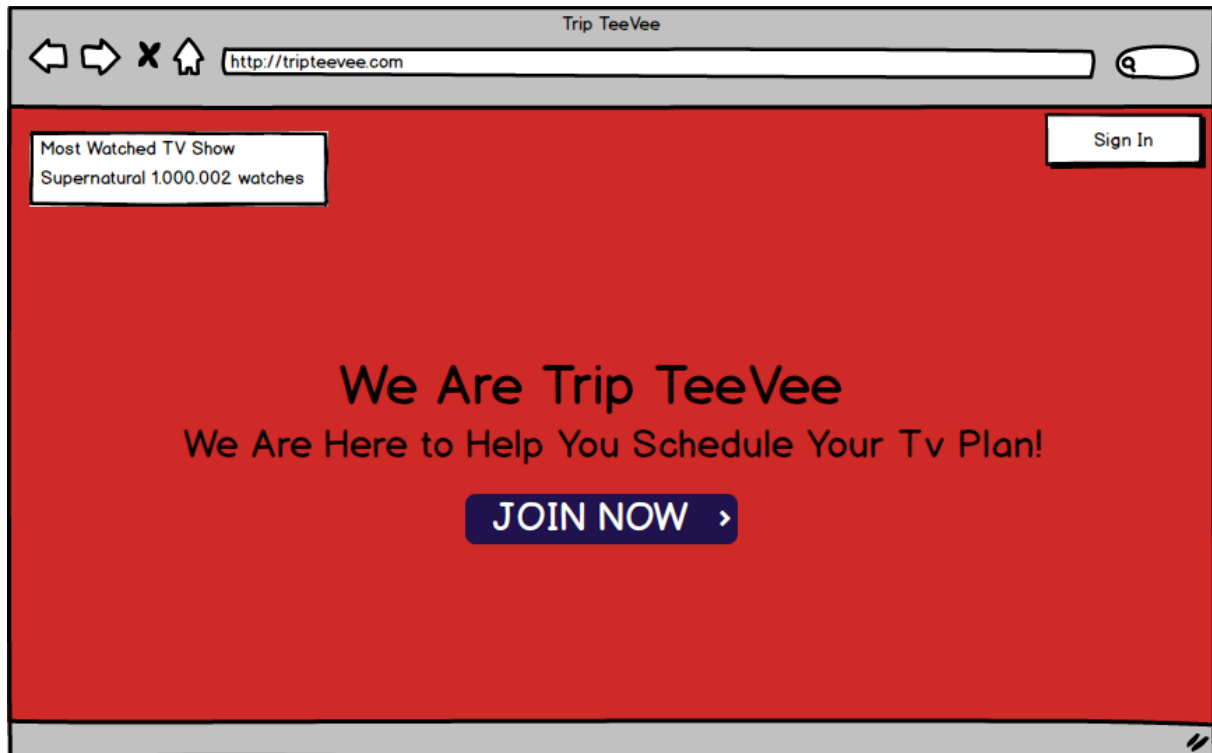 Trip TeeVee
http://tripteevee.com
Most Watched TV Show
Supernatural 1.000.002 watches
Sign In
We Are Trip TeeVee
We Are Here to Help You Schedule Your Tv Plan!
JOIN NOW